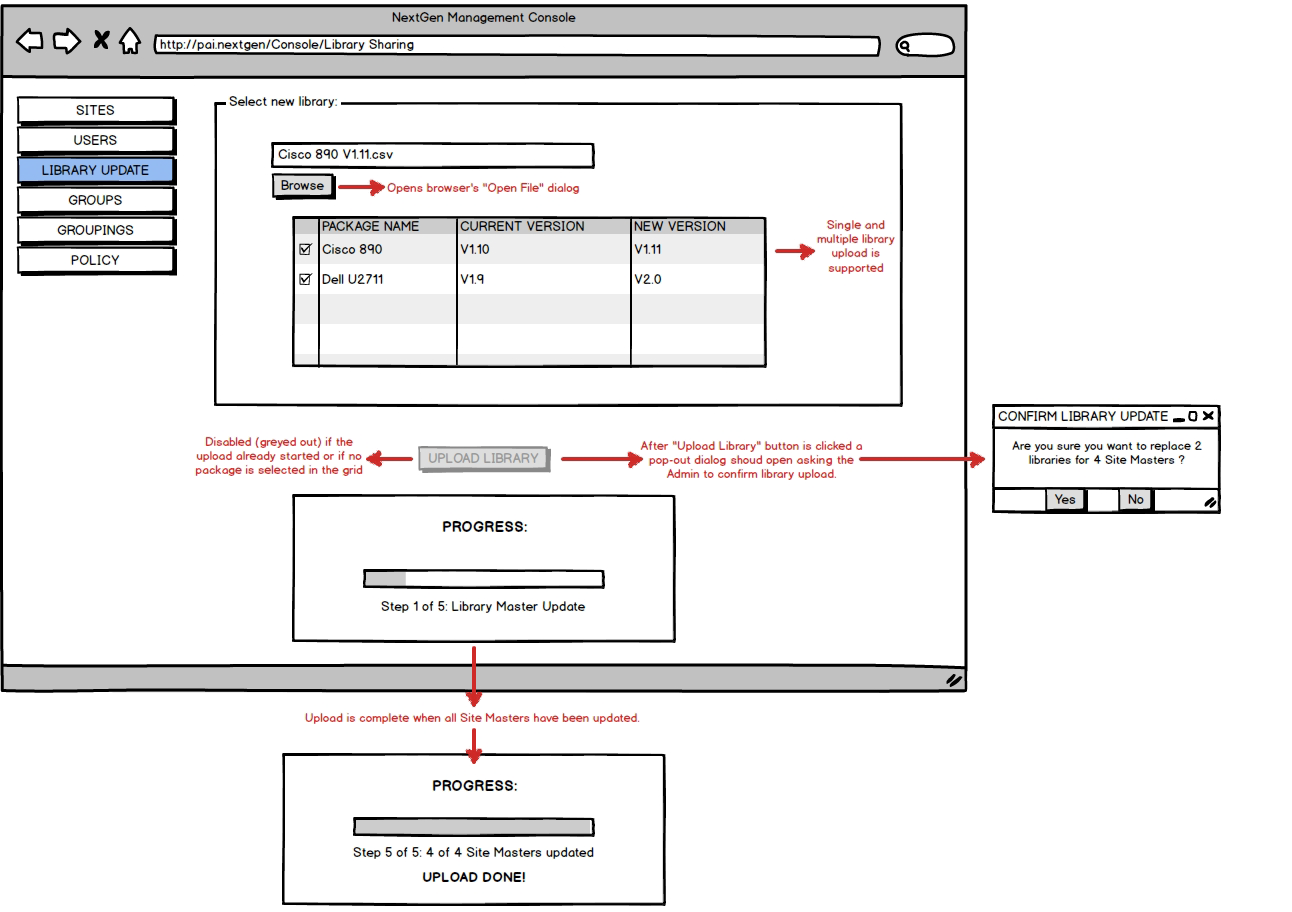 NextGen Management Console
http://pai.nextgen/Console/Library Sharing
SITES
USERS
LIBRARY UPDATE
GROUPS
GROUPINGS
POLICY
Select new library:
Cisco 890 V1.11.csv
Browse
Opens browser's "Open File" dialog
PACKAGE NAME CURRENT VERSION NEW VERSION
Cisco 890 V1.10 V1.11
Dell U2711 V1.9 V2.0
Single and
multiple library
upload is
supported
Disabled (greyed out) if the
upload already started or if no
package is selected in the grid
UPLOAD LIBRARY
After "Upload Library" button is clicked a
pop-out dialog shoud open asking the
Admin to confirm library upload.
CONFIRM LIBRARY UPDATE
Are you sure you want to replace 2
libraries for 4 Site Masters ?
Yes No
PROGRESS:
Step 1 of 5: Library Master Update
Upload is complete when all Site Masters have been updated.
PROGRESS:
Step 5 of 5: 4 of 4 Site Masters updated
UPLOAD DONE!